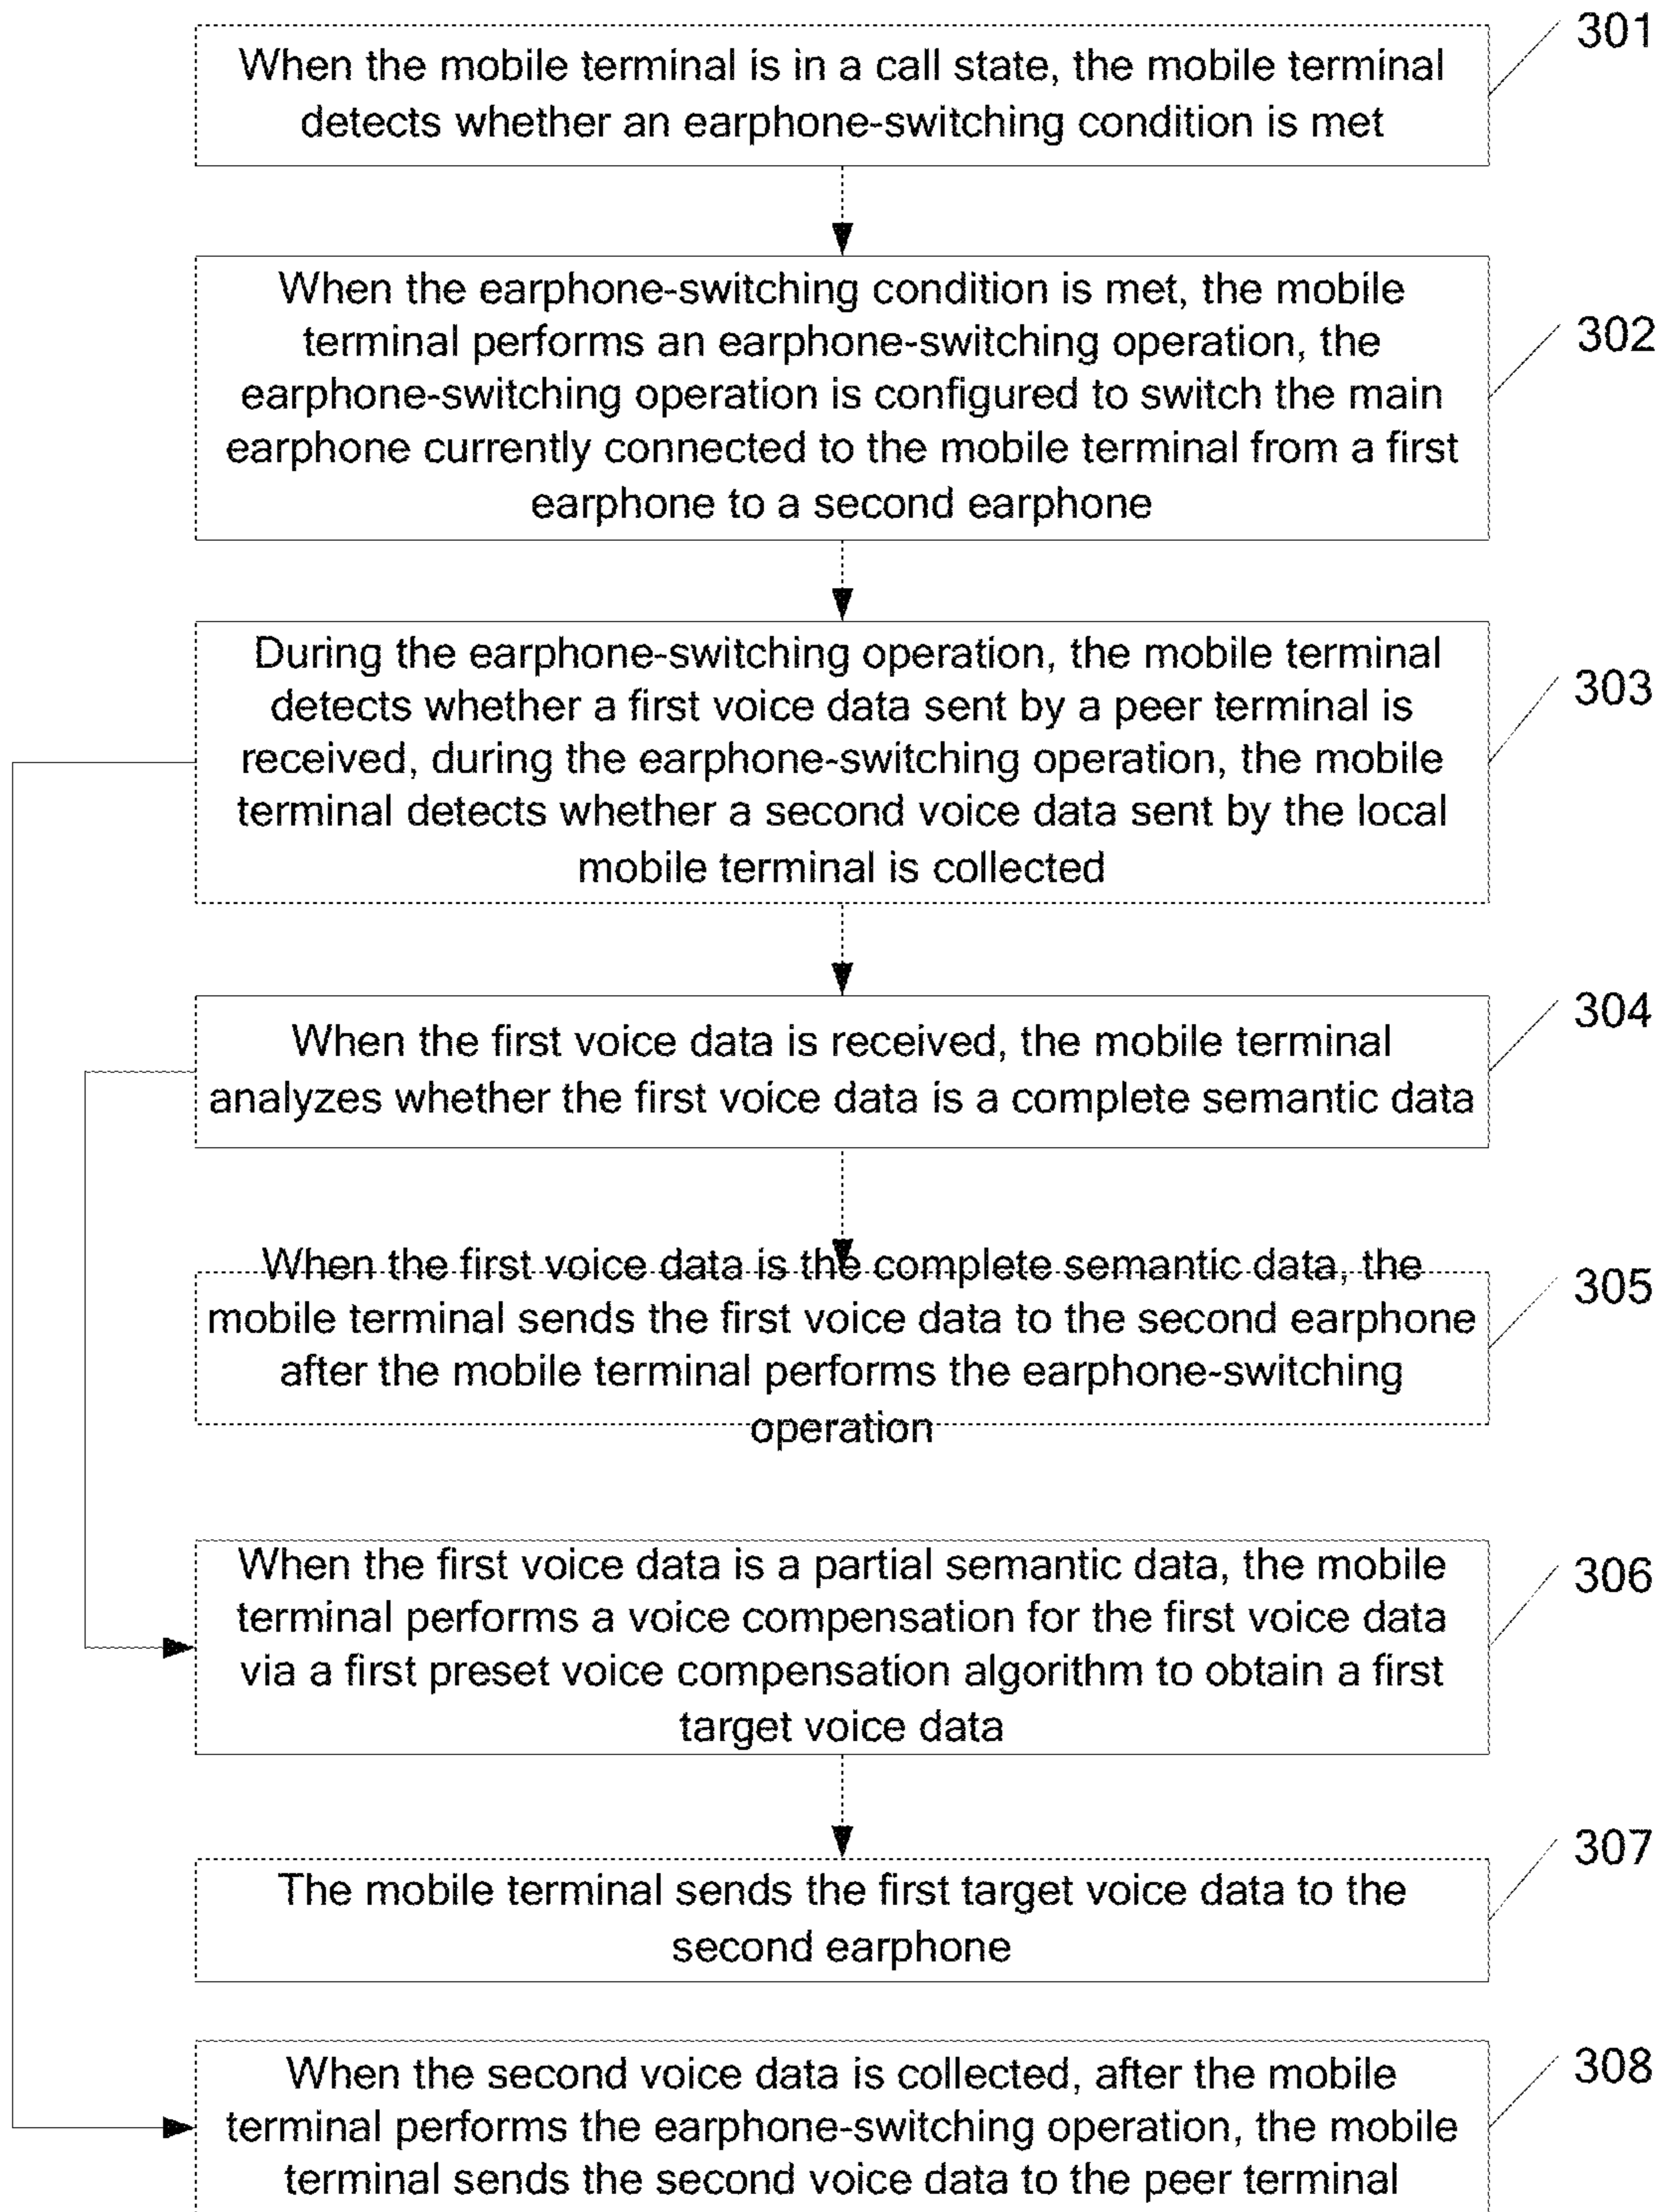 301
When the mobile terminal is in a call state, the mobile terminal
detects whether an earphone-switching condition is met
When the earphone-switching condition is met, the mobile
terminal performs an earphone-switching operation, the
earphone-switching operation is configured to switch the main
earphone currently connected to the mobile terminal from a first
earphone to a second earphone
302
During the earphone-switching operation, the mobile terminal
detects whether a first voice data sent by a peer terminal is
received, during the earphone-switching operation, the mobile
terminal detects whether a second voice data sent by the local
mobile terminal is collected
303
When the first voice data is received, the mobile terminal
analyzes whether the first voice data is a complete semantic data
304
When the first voice data is the complete semantic data, the
mobile terminal sends the first voice data to the second earphone
after the mobile terminal performs the earphone-switching
operation
305
When the first voice data is a partial semantic data, the mobile
terminal performs a voice compensation for the first voice data
via a first preset voice compensation algorithm to obtain a first
target voice data
306
The mobile terminal sends the first target voice data to the
second earphone
307
When the second voice data is collected, after the mobile
terminal performs the earphone-switching operation, the mobile
terminal sends the second voice data to the peer terminal
308